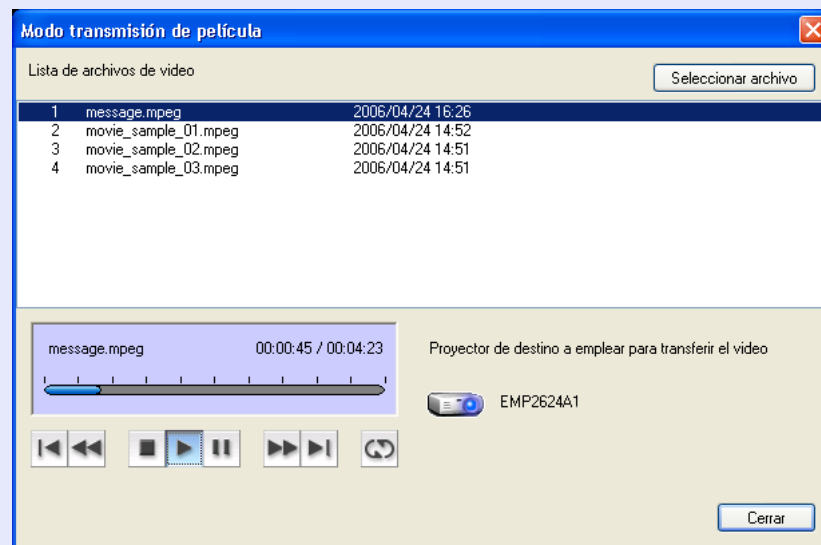 Modo transmisión de película
Lista de archivos de video
Seleccionar archivo
1 message.mpeg 2006/04/24 16:26
2 movie_sample_01.mpeg 2006/04/24 14:52
3 movie_sample_02.mpeg 2006/04/24 14:51
4 movie_sample_03.mpeg 2006/04/24 14:51
message.mpeg 00:00:45 / 00:04:23
Proyector de destino a emplear para transferir el video
EMP2624A1
Cerrar